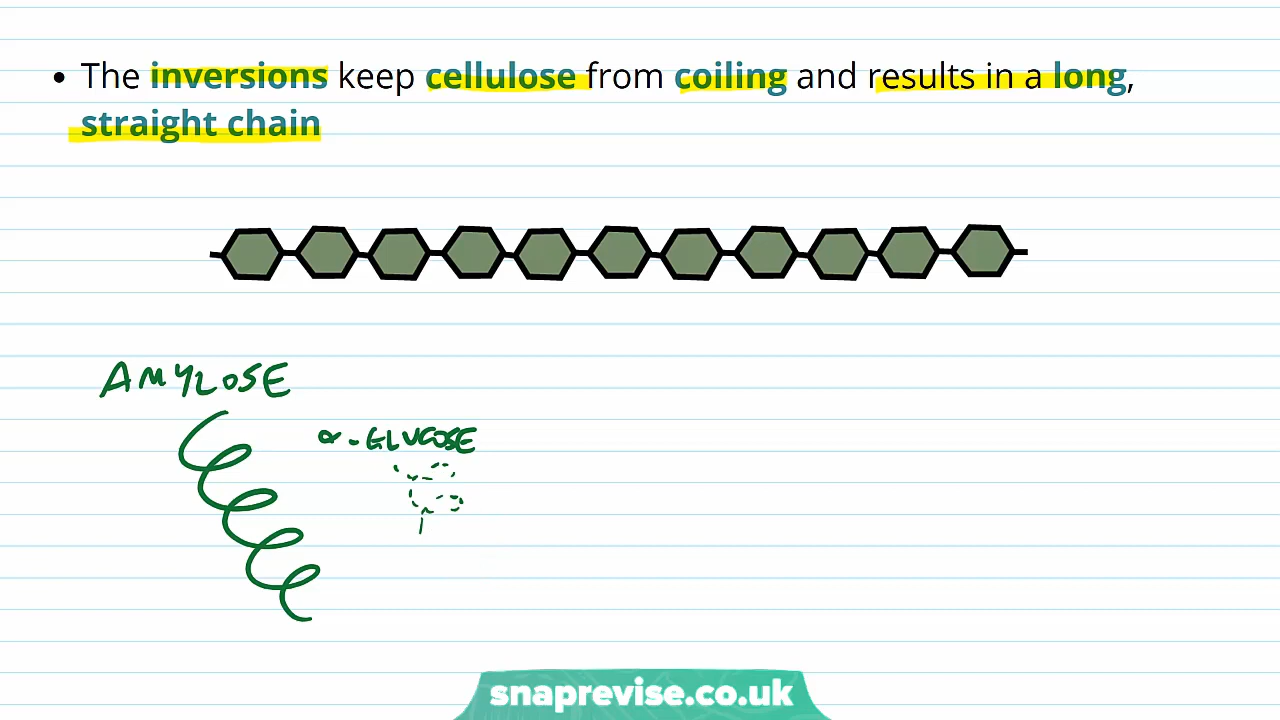 • The inversions keep cellulose from coiling and results in a long,
straight chain
AMYLOSE
α-GLUCOSE
snaprevise.co.uk